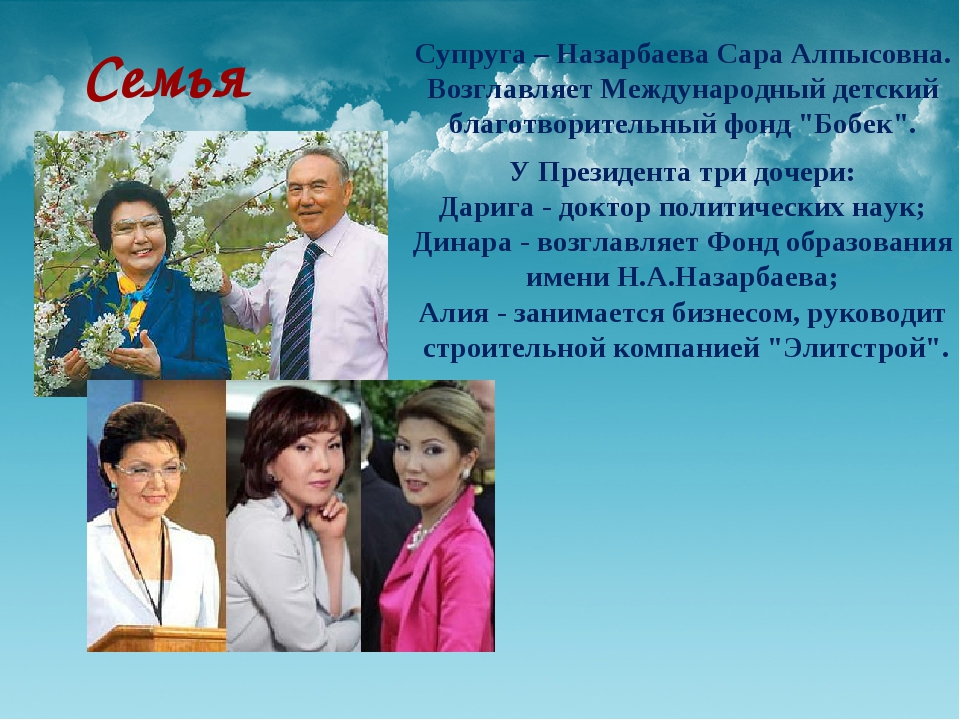 Семья
Супруга – Назарбаева Сара Алпысовна.
Возглавляет Международный детский
благотворительный фонд "Бобек".
У Президента три дочери:
Дарига - доктор политических наук;
Динара - возглавляет Фонд образования
имени Н.А.Назарбаева;
Алия - занимается бизнесом, руководит
строительной компанией "Элитстрой".